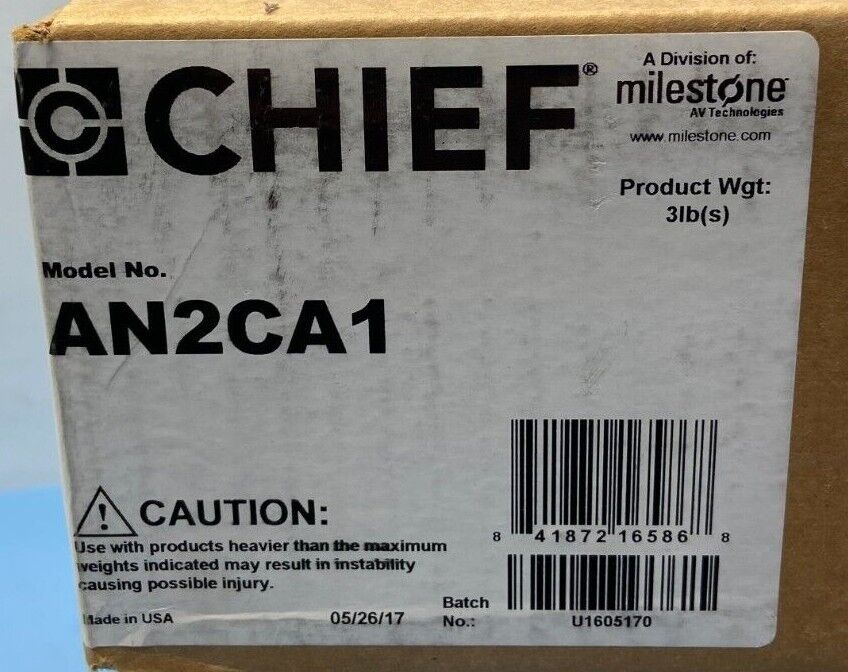 CHIEF®
A Division of:
milestone
AV Technologies
www.milestone.com
Product Wgt:
3lb(s)
Model No.
AN2CA1
CAUTION:
Use with products heavier than the maximum
weights indicated may result in instability
causing possible injury.
8 41872 16586 8
Made in USA
05/26/17
Batch
No.:
U1605170